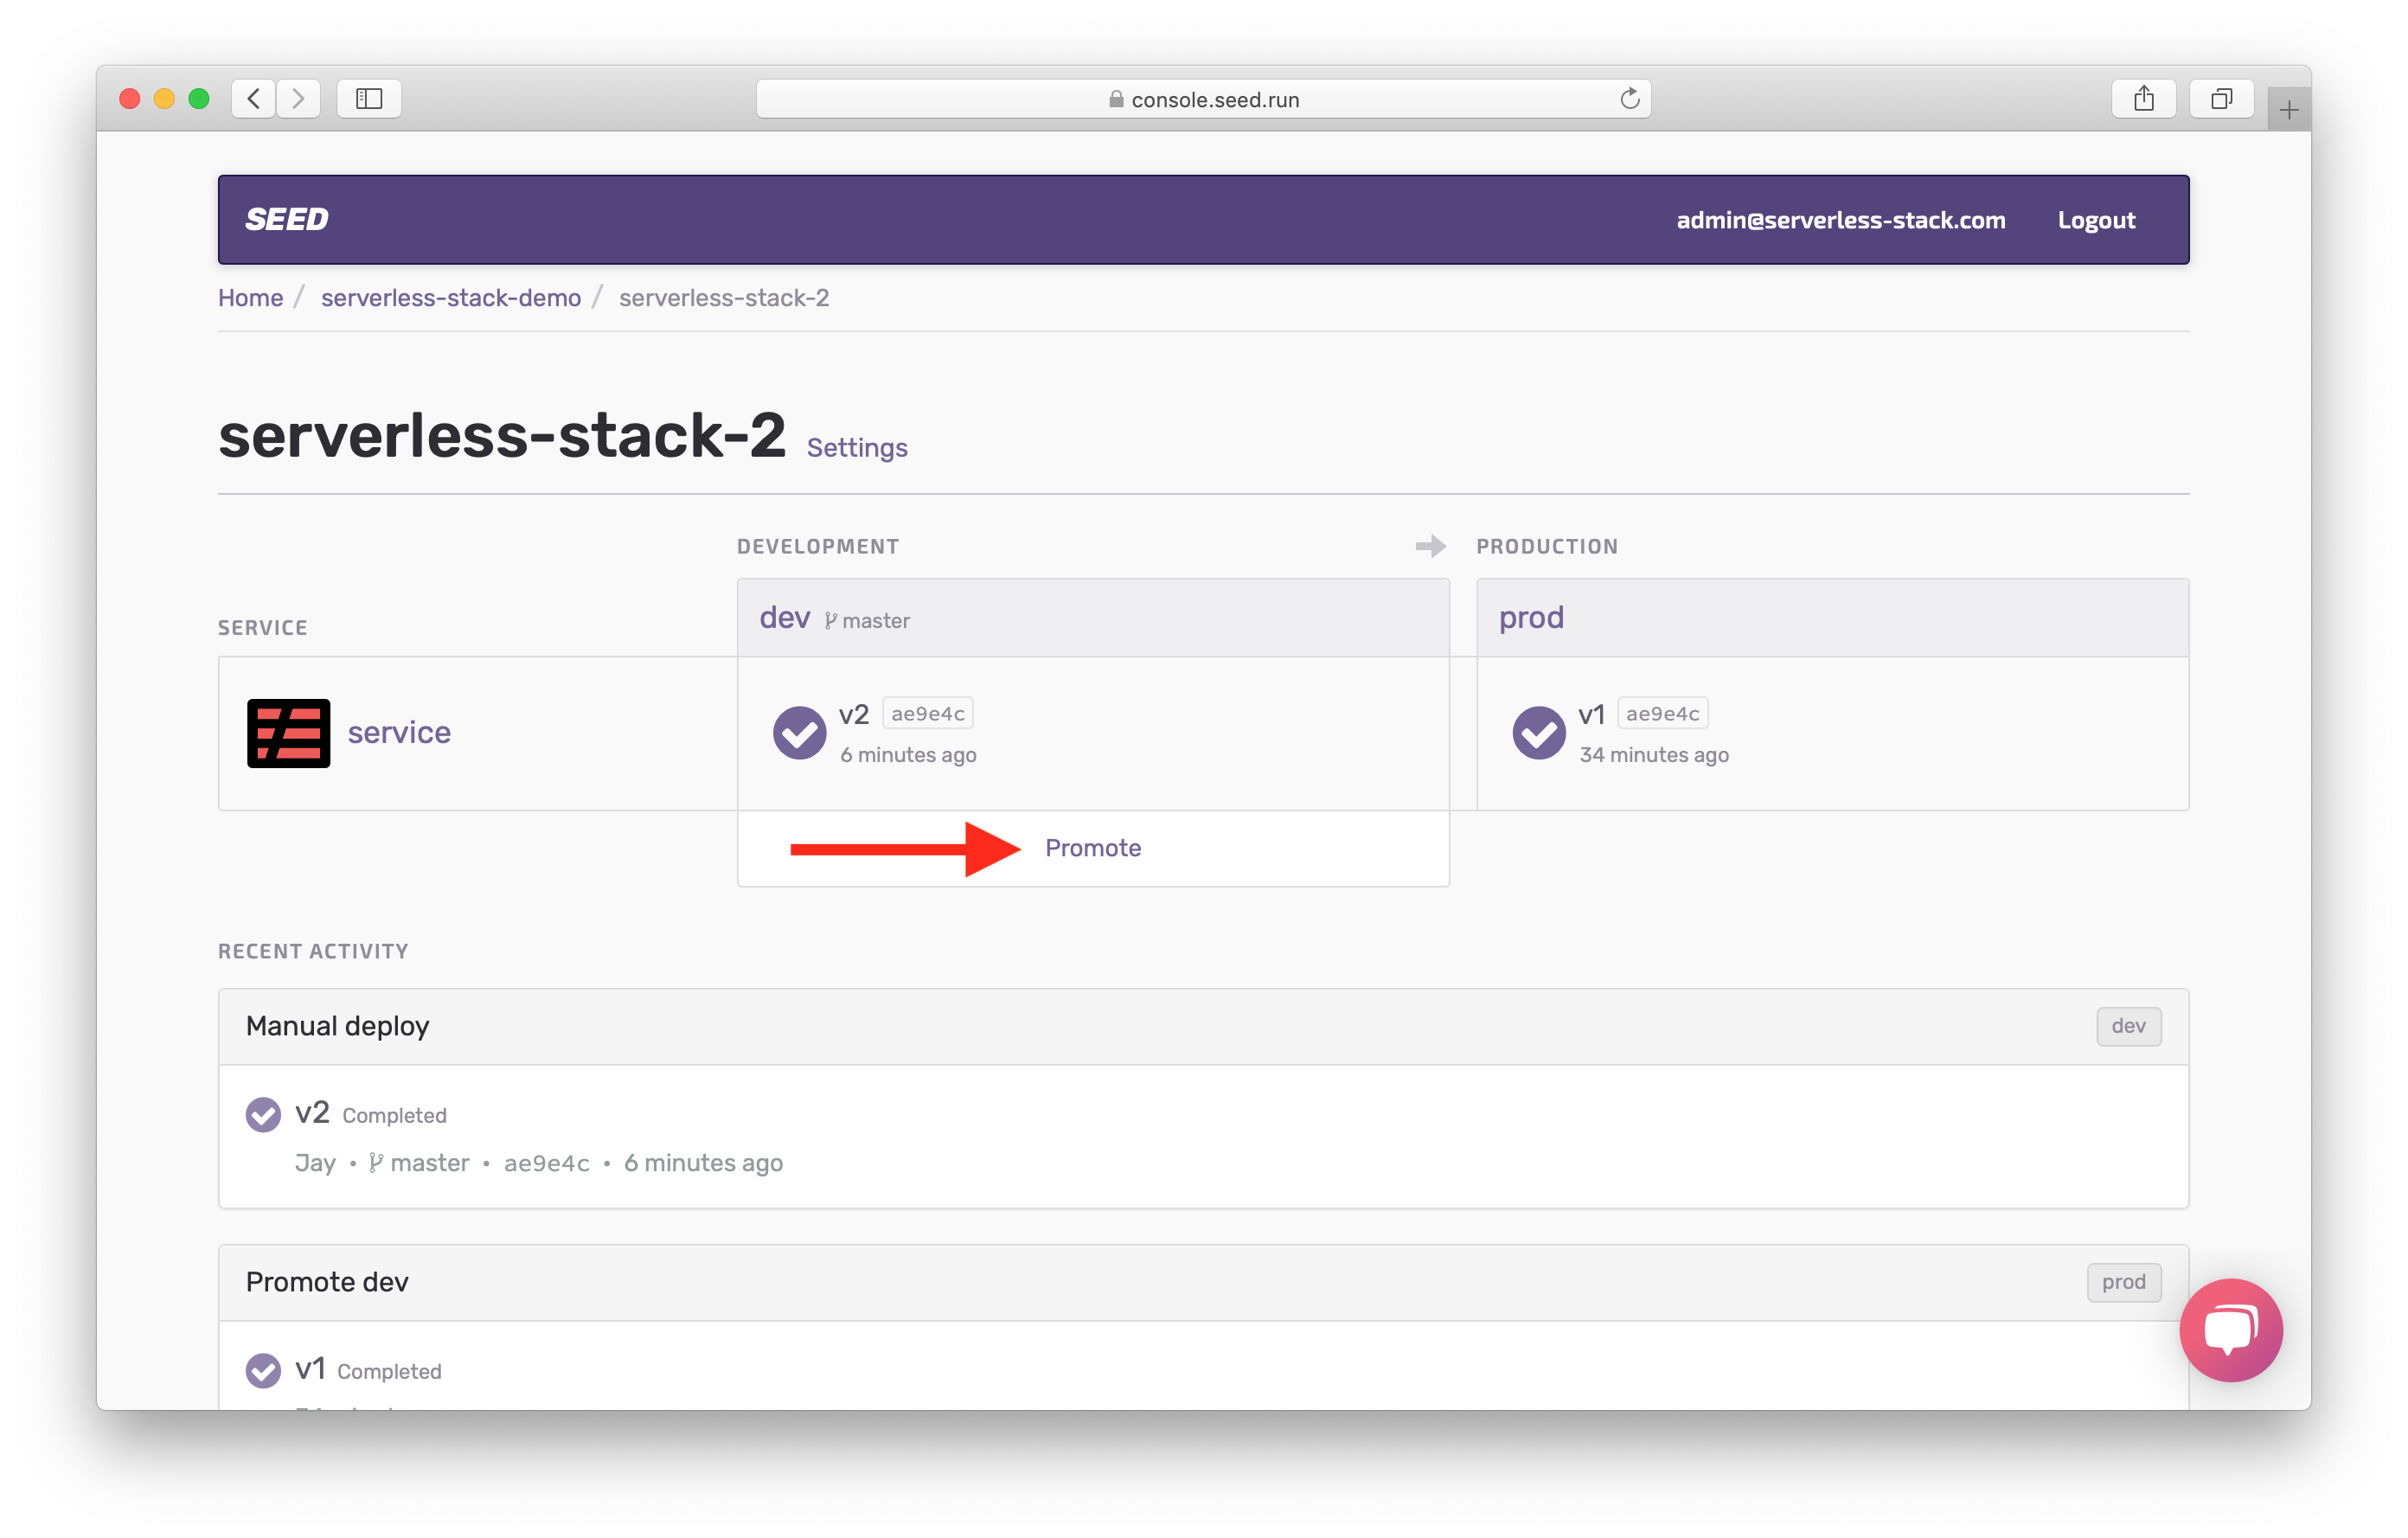 console.seed.run
SEED
admin@serverless-stack.com
Logout
Home / serverless-stack-demo / serverless-stack-2
serverless-stack-2 Settings
DEVELOPMENT
PRODUCTION
SERVICE
dev master
prod
service
v2 ae9e4c
6 minutes ago
v1 ae9e4c
34 minutes ago
Promote
RECENT ACTIVITY
Manual deploy
dev
v2 Completed
Jay • master • ae9e4c • 6 minutes ago
Promote dev
prod
v1 Completed